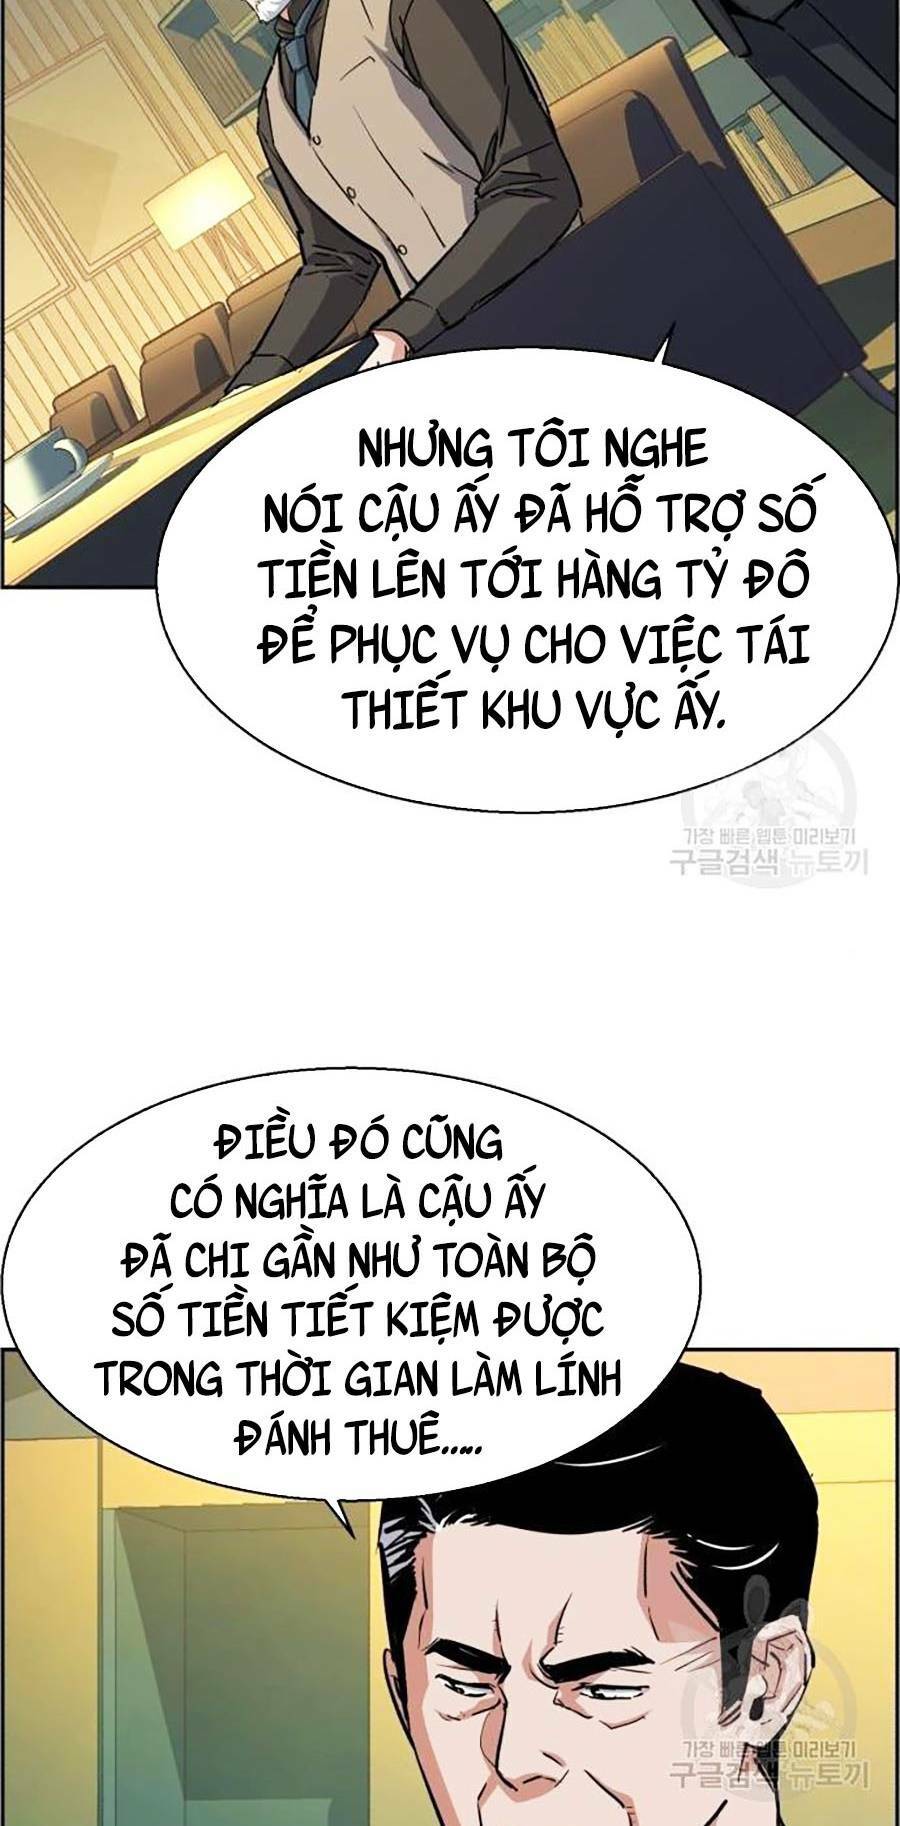 NHƯNG TÔI NGHE
NÓI CẬU ẤY ĐÃ HỖ TRỢ SỐ
TIỀN LÊN TỚI HÀNG TỶ ĐÔ
ĐỂ PHỤC VỤ CHO VIỆC TÁI
THIẾT KHU VỰC ẤY.
가장 빠른 웹툰 미리보기
구글검색 뉴토끼
ĐIỀU ĐÓ CŨNG
CÓ NGHĨA LÀ CẬU ẤY
ĐÃ CHI GẦN NHƯ TOÀN BỘ
SỐ TIỀN TIẾT KIỆM ĐƯỢC
TRONG THỜI GIAN LÀM LÍNH
ĐÁNH THUÊ.....
가장 빠른 웹툰 미리보기
구글검색 뉴토끼